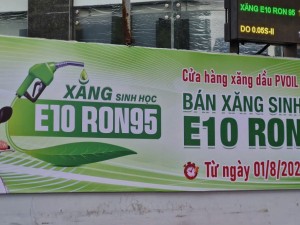 XĂNG E10 RON 95
DO 0.05S-II
XĂNG SINH HỌC
E10 RON95
Cửa hàng xăng dầu PVOIL
BÁN XĂNG SINH
E10 RON
Từ ngày 01/8/202